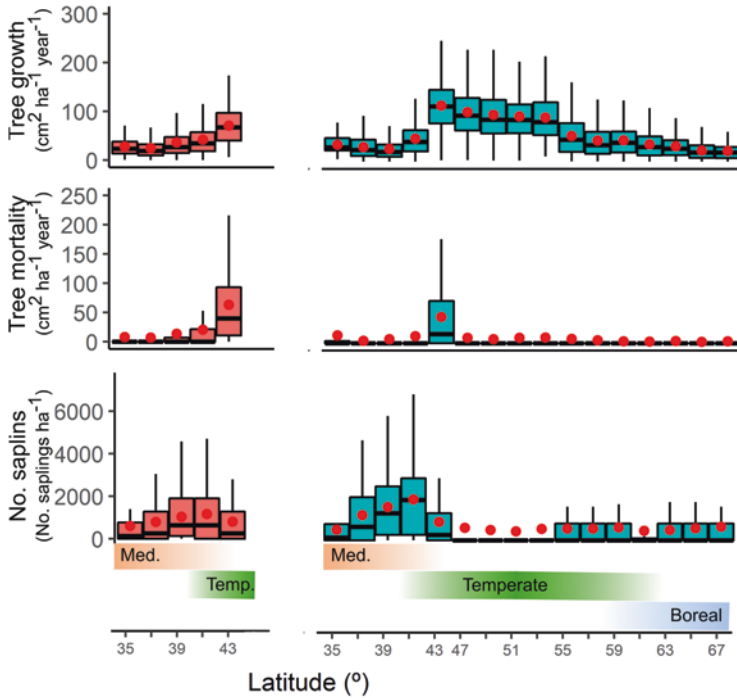 Tree growth
(cm² ha⁻¹ year⁻¹)
300
200
100
0
Tree mortality
(cm² ha⁻¹ year⁻¹)
250
200
150
100
50
0
No. saplins
(No. saplings ha⁻¹)
6000
4000
2000
0
Med.
Temp.
Med.
Temperate
Boreal
35 39 43
35 39 43 47 51 55 59 63 67
Latitude (º)